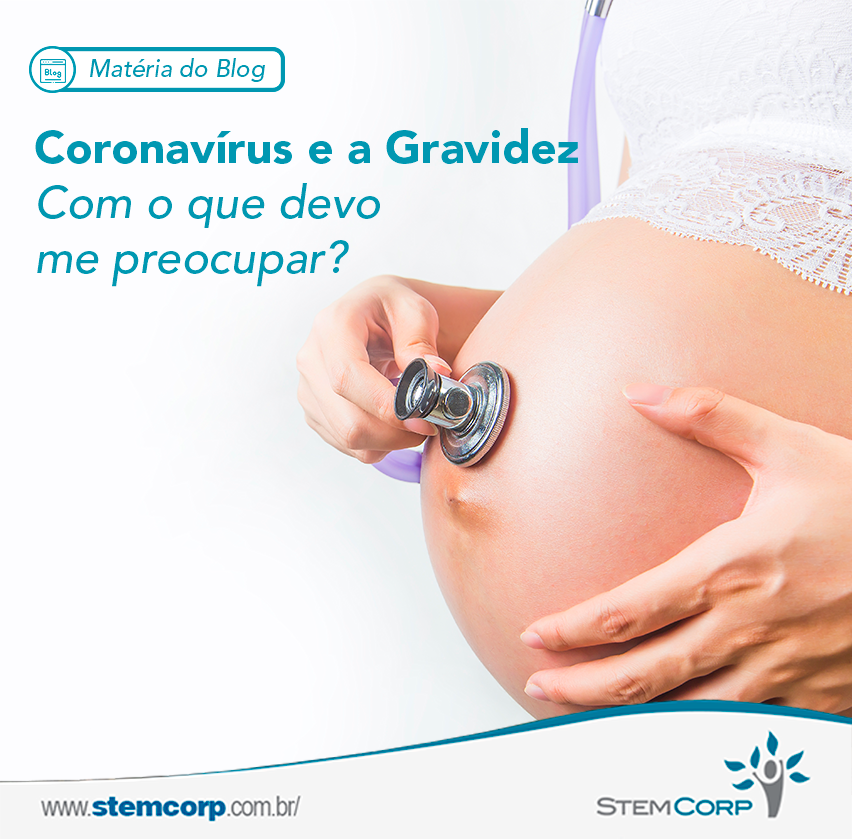 Blog
Matéria do Blog
Coronavírus e a Gravidez
Com o que devo
me preocupar?
www.stemcorp.com.br/
STEMCORP